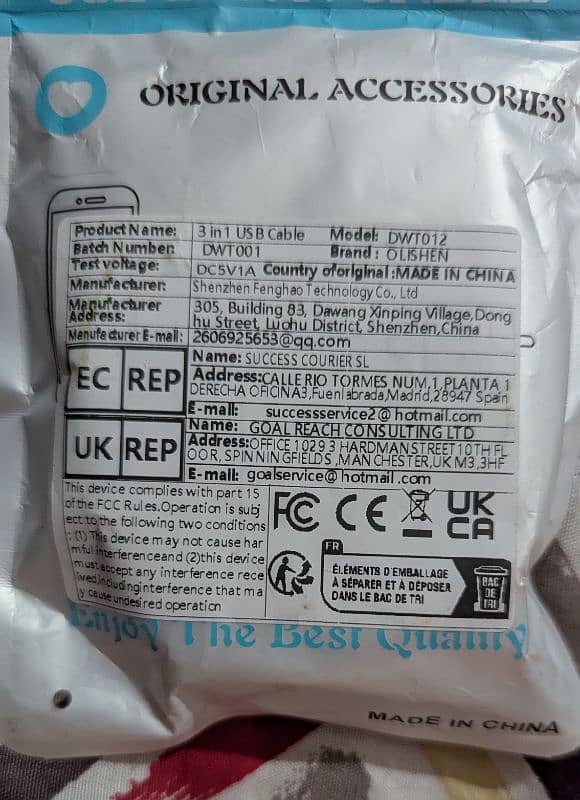 ORIGINAL ACCESSORIES
Product Name: 3 in 1 USB Cable Model: DWT012
Batch Number: DWT001 Brand : OLISHEN
Test voltage: DC5V1A Country oforiginal :MADE IN CHINA
Manufacturer: Shenzhen Fenghao Technology Co., Ltd
Manufacturer Address: 305, Building 83, Dawang Xinping Village,Dong
hu Street, Luohu District, Shenzhen,China
Manufacturer E-mail: 2606925653@qq.com
EC REP
Name: SUCCESS COURIER SL
Address:CALLE RIO TORMES NUM,1,PLANTA 1
DERECHA OFICINA3,Fuenlabrada,Madrid,28947 Spain
E-mail: successservice2@hotmail.com
UK REP
Name: GOAL REACH CONSULTING LTD
Address:OFFICE 1029 3 HARDMAN STREET 10TH FL
OOR, SPINNINGFIELDS ,MANCHESTER,UK M3,3HF
E-mail: goalservice@hotmail.com
This device complies with part 15
of the FCC Rules.Operation is subj
ect to the following two conditions
: (1) This device may not cause har
mful interferenceand (2)this device
must accept any interference rece
ived,including interference that ma
y cause undesired operation
FC CE UK
CA
FR
ÉLÉMENTS D'EMBALLAGE
À SÉPARER ET À DÉPOSER
DANS LE BAC DE TRI
BAC
DE
TRI
Enjoy The Best Quality
MADE IN CHINA